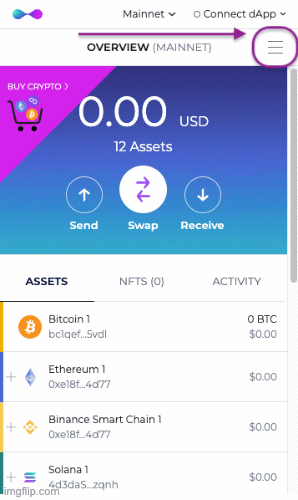 Mainnet Connect dApp
OVERVIEW (MAINNET)
BUY CRYPTO
0.00 USD
12 Assets
Send Swap Receive
ASSETS NFTS (0) ACTIVITY
Bitcoin 1 0 BTC
bc1qef...5vdl $0.00
Ethereum 1
0xe18f...4d77 $0.00
Binance Smart Chain 1
0xe18f...4d77 $0.00
Solana 1
4d3daS...zqnh $0.00
imgflip.com